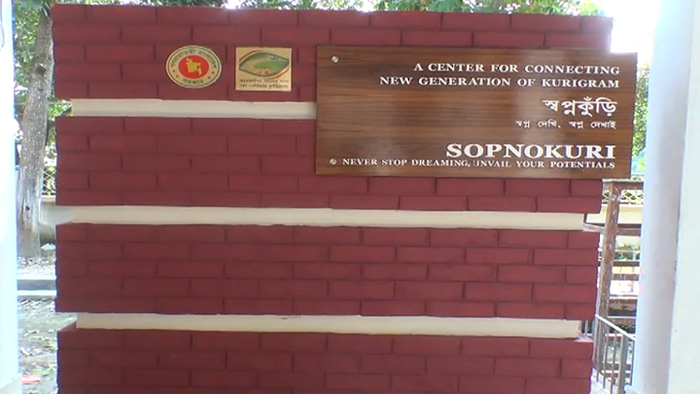 A CENTER FOR CONNECTING
NEW GENERATION OF KURIGRAM
স্বপ্নকুঁড়ি
স্বপ্ন দেখি, স্বপ্ন দেখাই
SOPNOKURI
NEVER STOP DREAMING, UNVAIL YOUR POTENTIALS